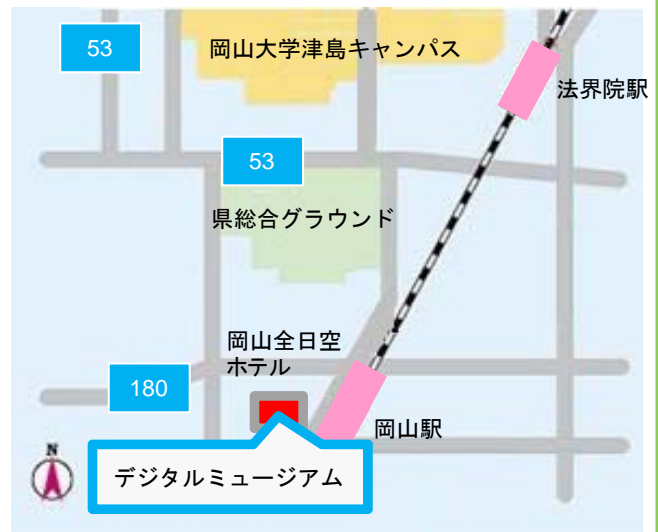 53
岡山大学津島キャンパス
法界院駅
53
県総合グラウンド
岡山全日空
ホテル
180
岡山駅
N
デジタルミュージアム